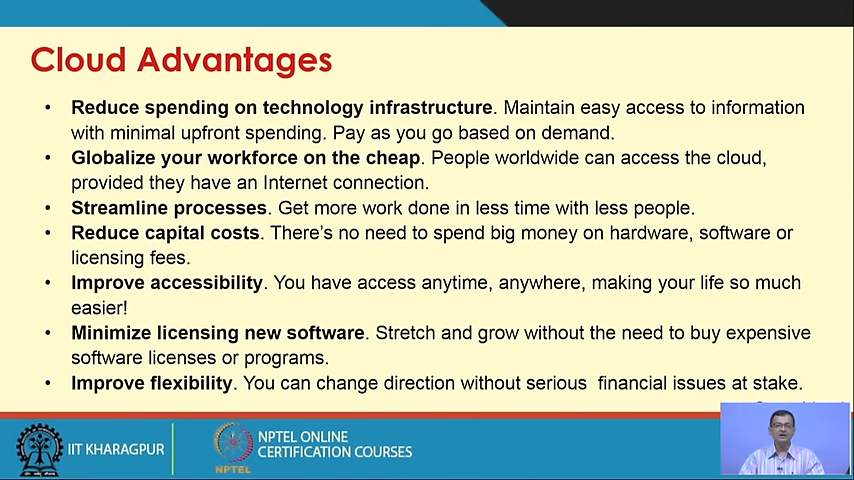 Cloud Advantages
• Reduce spending on technology infrastructure. Maintain easy access to information
with minimal upfront spending. Pay as you go based on demand.
• Globalize your workforce on the cheap. People worldwide can access the cloud,
provided they have an Internet connection.
• Streamline processes. Get more work done in less time with less people.
• Reduce capital costs. There's no need to spend big money on hardware, software or
licensing fees.
• Improve accessibility. You have access anytime, anywhere, making your life so much
easier!
• Minimize licensing new software. Stretch and grow without the need to buy expensive
software licenses or programs.
• Improve flexibility. You can change direction without serious  financial issues at stake.
IIT KHARAGPUR
NPTEL
NPTEL ONLINE
CERTIFICATION COURSES